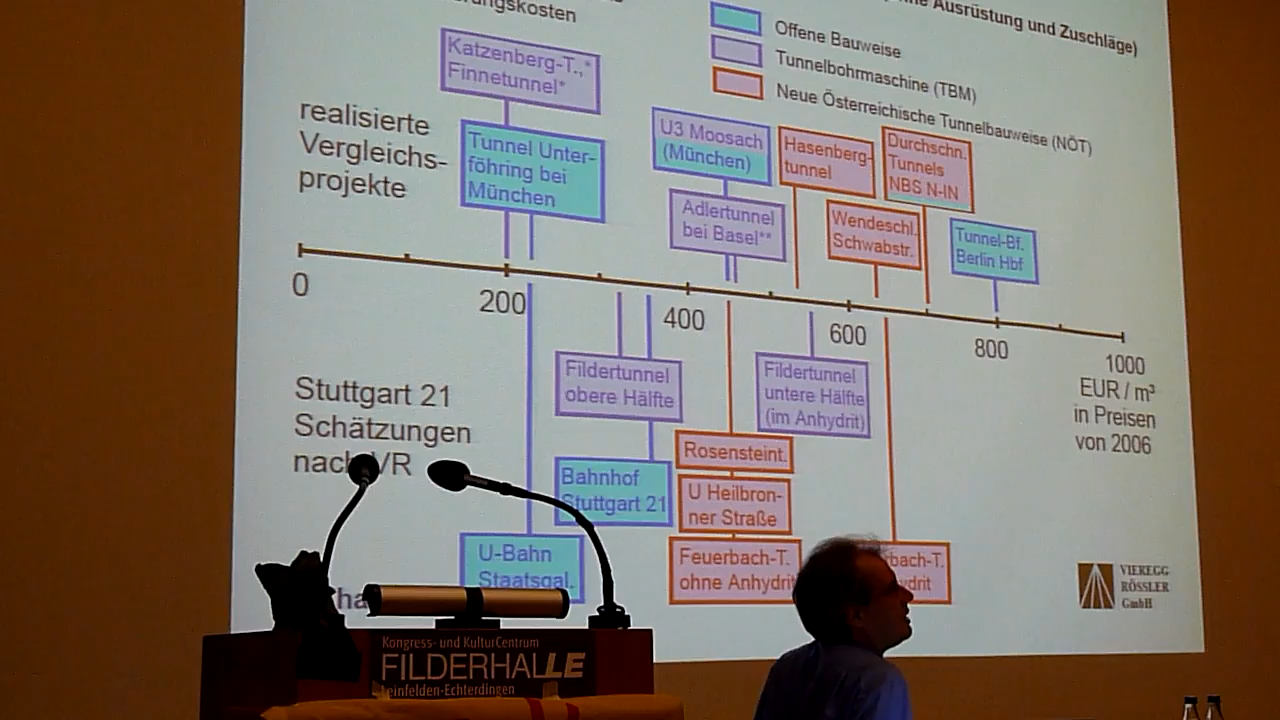 Ausrüstung und Zuschläge)
Offene Bauweise
Tunnelbohrmaschine (TBM)
Neue Österreichische Tunnelbauweise (NÖT)
Katzenberg-T.,*
Finnetunnel*
realisierte
Vergleichs-
projekte
Tunnel Unter-
föhring bei
München
U3 Moosach
(München)
Adlertunnel
bei Basel**
Hasenberg-
tunnel
Durchschn.
Tunnels
NBS N-IN
Wendeschl.
Schwabstr.
Tunnel-Bf.
Berlin Hbf
0
200
400
600
800
1000
EUR / m³
in Preisen
von 2006
Stuttgart 21
Schätzungen
nach VR
Fildertunnel
obere Hälfte
Fildertunnel
untere Hälfte
(im Anhydrit)
Bahnhof
Stuttgart 21
Rosensteint.
U Heilbron-
ner Straße
U-Bahn
Staatsgal.
Feuerbach-T.
ohne Anhydrit
VIEREGG
RÖSSLER
GmbH
Kongress- und KulturCentrum
FILDERHALLE
Leinfelden-Echterdingen